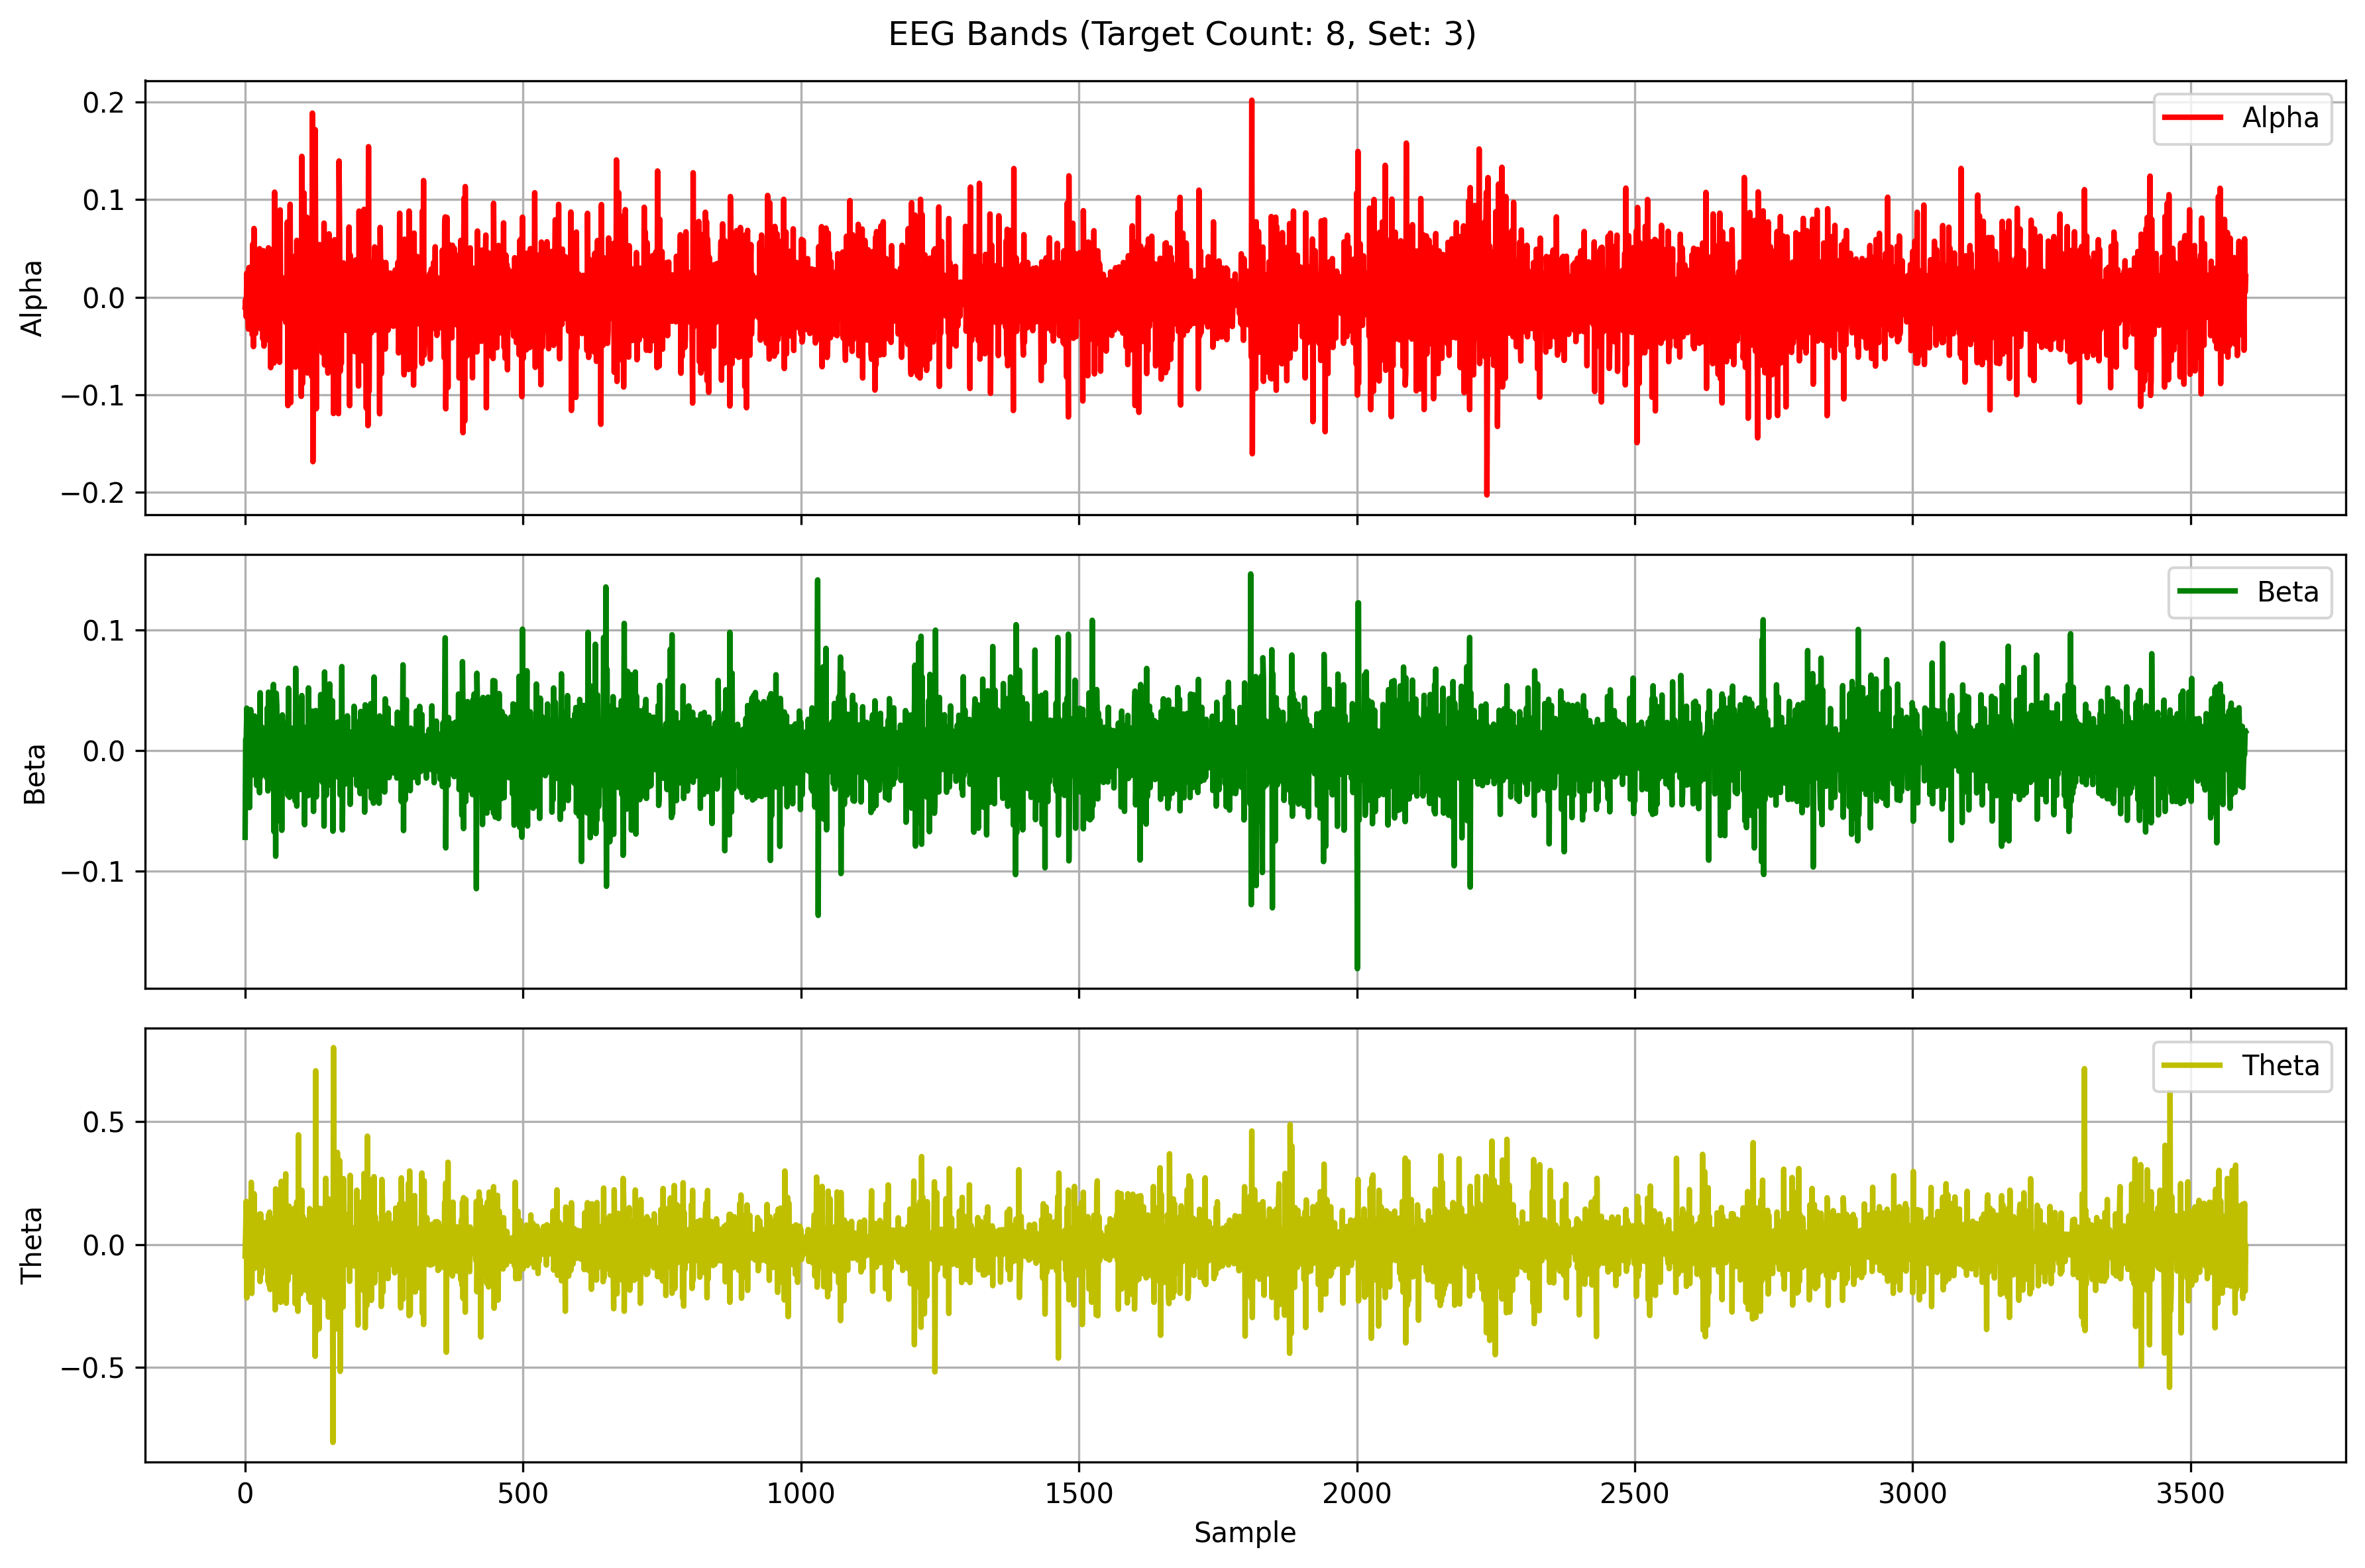 EEG Bands (Target Count: 8, Set: 3)
0.2
0.1
0.0
−0.1
−0.2
Alpha
Alpha
0.1
0.0
−0.1
Beta
Beta
0.5
0.0
−0.5
Theta
Theta
0 500 1000 1500 2000 2500 3000 3500
Sample